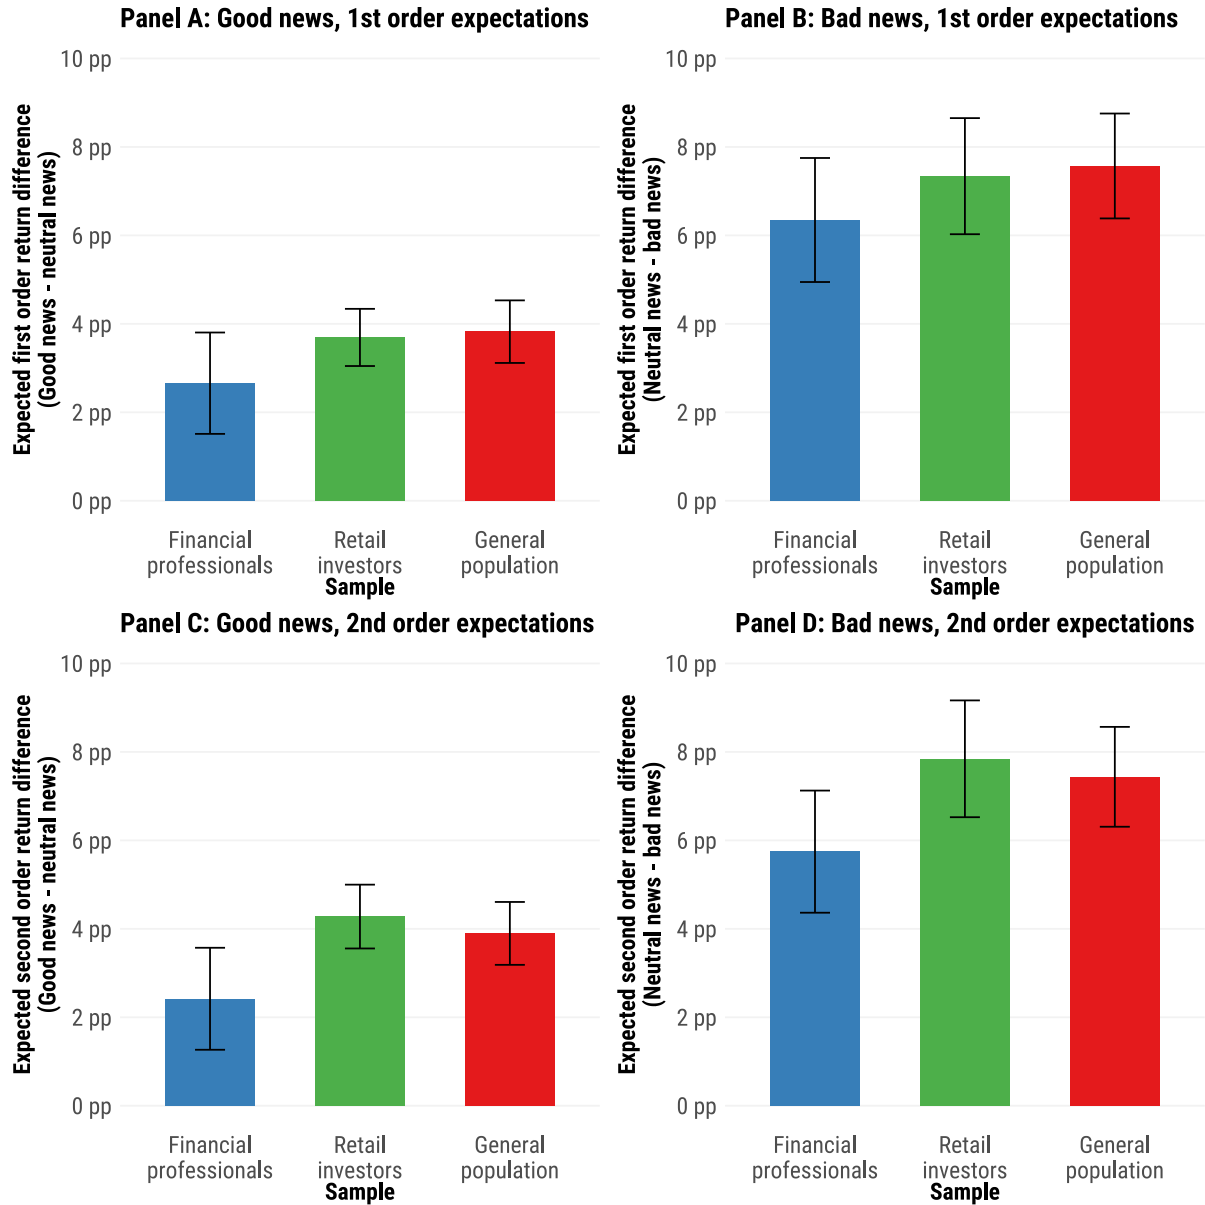 Panel A: Good news, 1st order expectations
Expected first order return difference
(Good news - neutral news)
10 pp
8 pp
6 pp
4 pp
2 pp
0 pp
Financial
professionals
Retail
investors
General
population
Sample
Panel B: Bad news, 1st order expectations
Expected first order return difference
(Neutral news - bad news)
10 pp
8 pp
6 pp
4 pp
2 pp
0 pp
Financial
professionals
Retail
investors
General
population
Sample
Panel C: Good news, 2nd order expectations
Expected second order return difference
(Good news - neutral news)
10 pp
8 pp
6 pp
4 pp
2 pp
0 pp
Financial
professionals
Retail
investors
General
population
Sample
Panel D: Bad news, 2nd order expectations
Expected second order return difference
(Neutral news - bad news)
10 pp
8 pp
6 pp
4 pp
2 pp
0 pp
Financial
professionals
Retail
investors
General
population
Sample